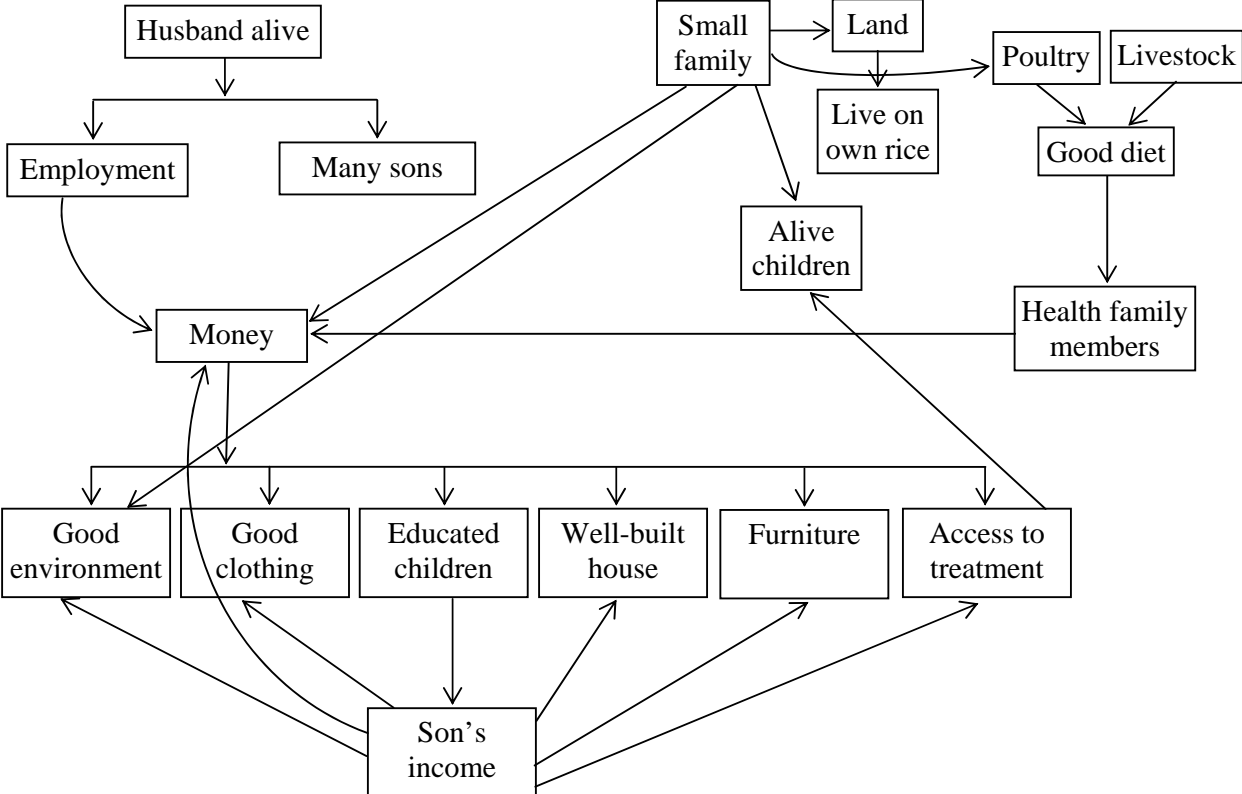 Husband alive
Small
family
Land
Poultry
Livestock
Live on
own rice
Employment
Many sons
Good diet
Alive
children
Money
Health family
members
Good
environment
Good
clothing
Educated
children
Well-built
house
Furniture
Access to
treatment
Son’s
income